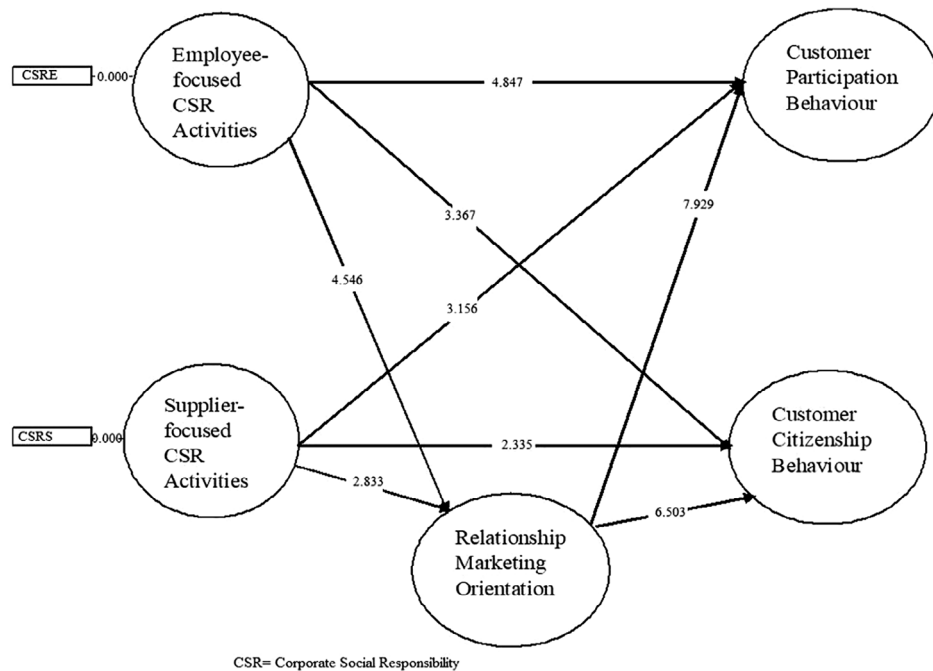 Employee-
focused
CSR
Activities
Customer
Participation
Behaviour
CSRE
0.000
4.847
7.929
3.367
4.546
3.156
Supplier-
focused
CSR
Activities
Customer
Citizenship
Behaviour
CSRS
0.000
2.335
2.833
6.503
Relationship
Marketing
Orientation
CSR= Corporate Social Responsibility